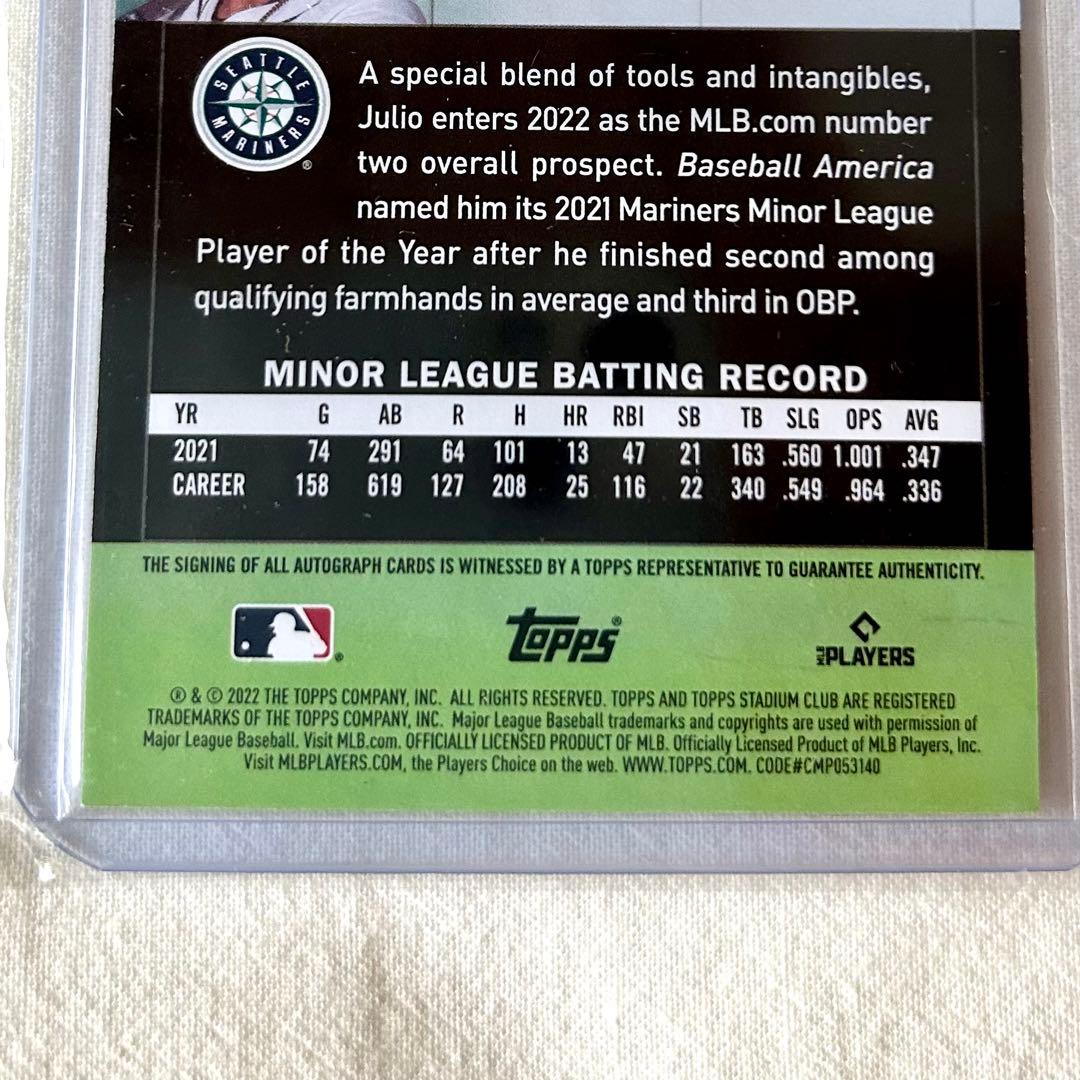 SEATTLE
MARINERS
®
A special blend of tools and intangibles,
Julio enters 2022 as the MLB.com number
two overall prospect. Baseball America
named him its 2021 Mariners Minor League
Player of the Year after he finished second among
qualifying farmhands in average and third in OBP.
MINOR LEAGUE BATTING RECORD
YR G AB R H HR RBI SB TB SLG OPS AVG
2021 74 291 64 101 13 47 21 163 .560 1.001 .347
CAREER 158 619 127 208 25 116 22 340 .549 .964 .336
THE SIGNING OF ALL AUTOGRAPH CARDS IS WITNESSED BY A TOPPS REPRESENTATIVE TO GUARANTEE AUTHENTICITY.
® topps® MLB PLAYERS
® & © 2022 THE TOPPS COMPANY, INC. ALL RIGHTS RESERVED. TOPPS AND TOPPS STADIUM CLUB ARE REGISTERED
TRADEMARKS OF THE TOPPS COMPANY, INC. Major League Baseball trademarks and copyrights are used with permission of
Major League Baseball. Visit MLB.com. OFFICIALLY LICENSED PRODUCT OF MLB. Officially Licensed Product of MLB Players, Inc.
Visit MLBPLAYERS.COM, the Players Choice on the web. WWW.TOPPS.COM. CODE#CMP053140